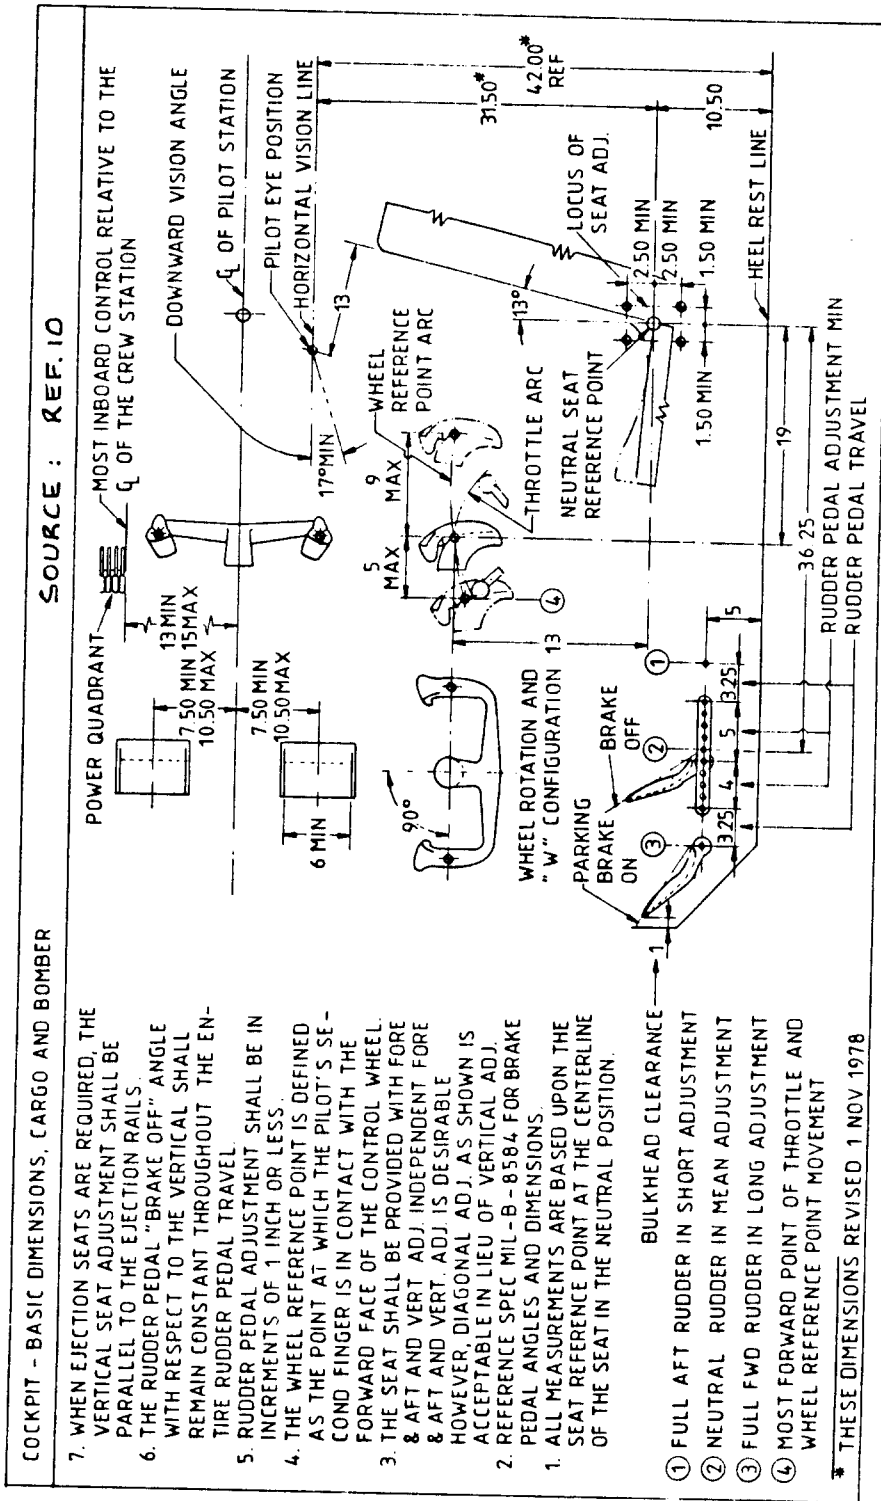 SOURCE : REF. 10
COCKPIT - BASIC DIMENSIONS, CARGO AND BOMBER
7. WHEN EJECTION SEATS ARE REQUIRED, THE
VERTICAL SEAT ADJUSTMENT SHALL BE
PARALLEL TO THE EJECTION RAILS.
6. THE RUDDER PEDAL "BRAKE OFF" ANGLE
WITH RESPECT TO THE VERTICAL SHALL
REMAIN CONSTANT THROUGHOUT THE EN-
TIRE RUDDER PEDAL TRAVEL.
5. RUDDER PEDAL ADJUSTMENT SHALL BE IN
INCREMENTS OF 1 INCH OR LESS.
4. THE WHEEL REFERENCE POINT IS DEFINED
AS THE POINT AT WHICH THE PILOT'S SE-
COND FINGER IS IN CONTACT WITH THE
FORWARD FACE OF THE CONTROL WHEEL.
3. THE SEAT SHALL BE PROVIDED WITH FORE
& AFT AND VERT ADJ. INDEPENDENT FORE
& AFT AND VERT. ADJ. IS DESIRABLE
HOWEVER, DIAGONAL ADJ. AS SHOWN IS
ACCEPTABLE IN LIEU OF VERTICAL ADJ.
2. REFERENCE SPEC MIL-B-8584 FOR BRAKE
PEDAL ANGLES AND DIMENSIONS.
1. ALL MEASUREMENTS ARE BASED UPON THE
SEAT REFERENCE POINT AT THE CENTERLINE
OF THE SEAT IN THE NEUTRAL POSITION.
BULKHEAD CLEARANCE
① FULL AFT RUDDER IN SHORT ADJUSTMENT
② NEUTRAL RUDDER IN MEAN ADJUSTMENT
③ FULL FWD RUDDER IN LONG ADJUSTMENT
④ MOST FORWARD POINT OF THROTTLE AND
WHEEL REFERENCE POINT MOVEMENT
* THESE DIMENSIONS REVISED 1 NOV 1978
POWER QUADRANT
MOST INBOARD CONTROL RELATIVE TO THE
℄ OF THE CREW STATION
13 MIN
15 MAX
7.50 MIN
10.50 MAX
7.50 MIN
10.50 MAX
6 MIN
DOWNWARD VISION ANGLE
℄ OF PILOT STATION
PILOT EYE POSITION
HORIZONTAL VISION LINE
17° MIN
13
31.50*
42.00*
REF
10.50
90°
WHEEL ROTATION AND
"W" CONFIGURATION
5
MAX
9
MAX
WHEEL
REFERENCE
POINT ARC
THROTTLE ARC
④
13
NEUTRAL SEAT
REFERENCE POINT
13°
LOCUS OF
SEAT ADJ.
2.50 MIN
2.50 MIN
1.50 MIN
1.50 MIN
PARKING
BRAKE
ON
BRAKE
OFF
①
②
③
1
3.25
4
5
3.25
5
19
36.25
HEEL REST LINE
RUDDER PEDAL ADJUSTMENT MIN
RUDDER PEDAL TRAVEL